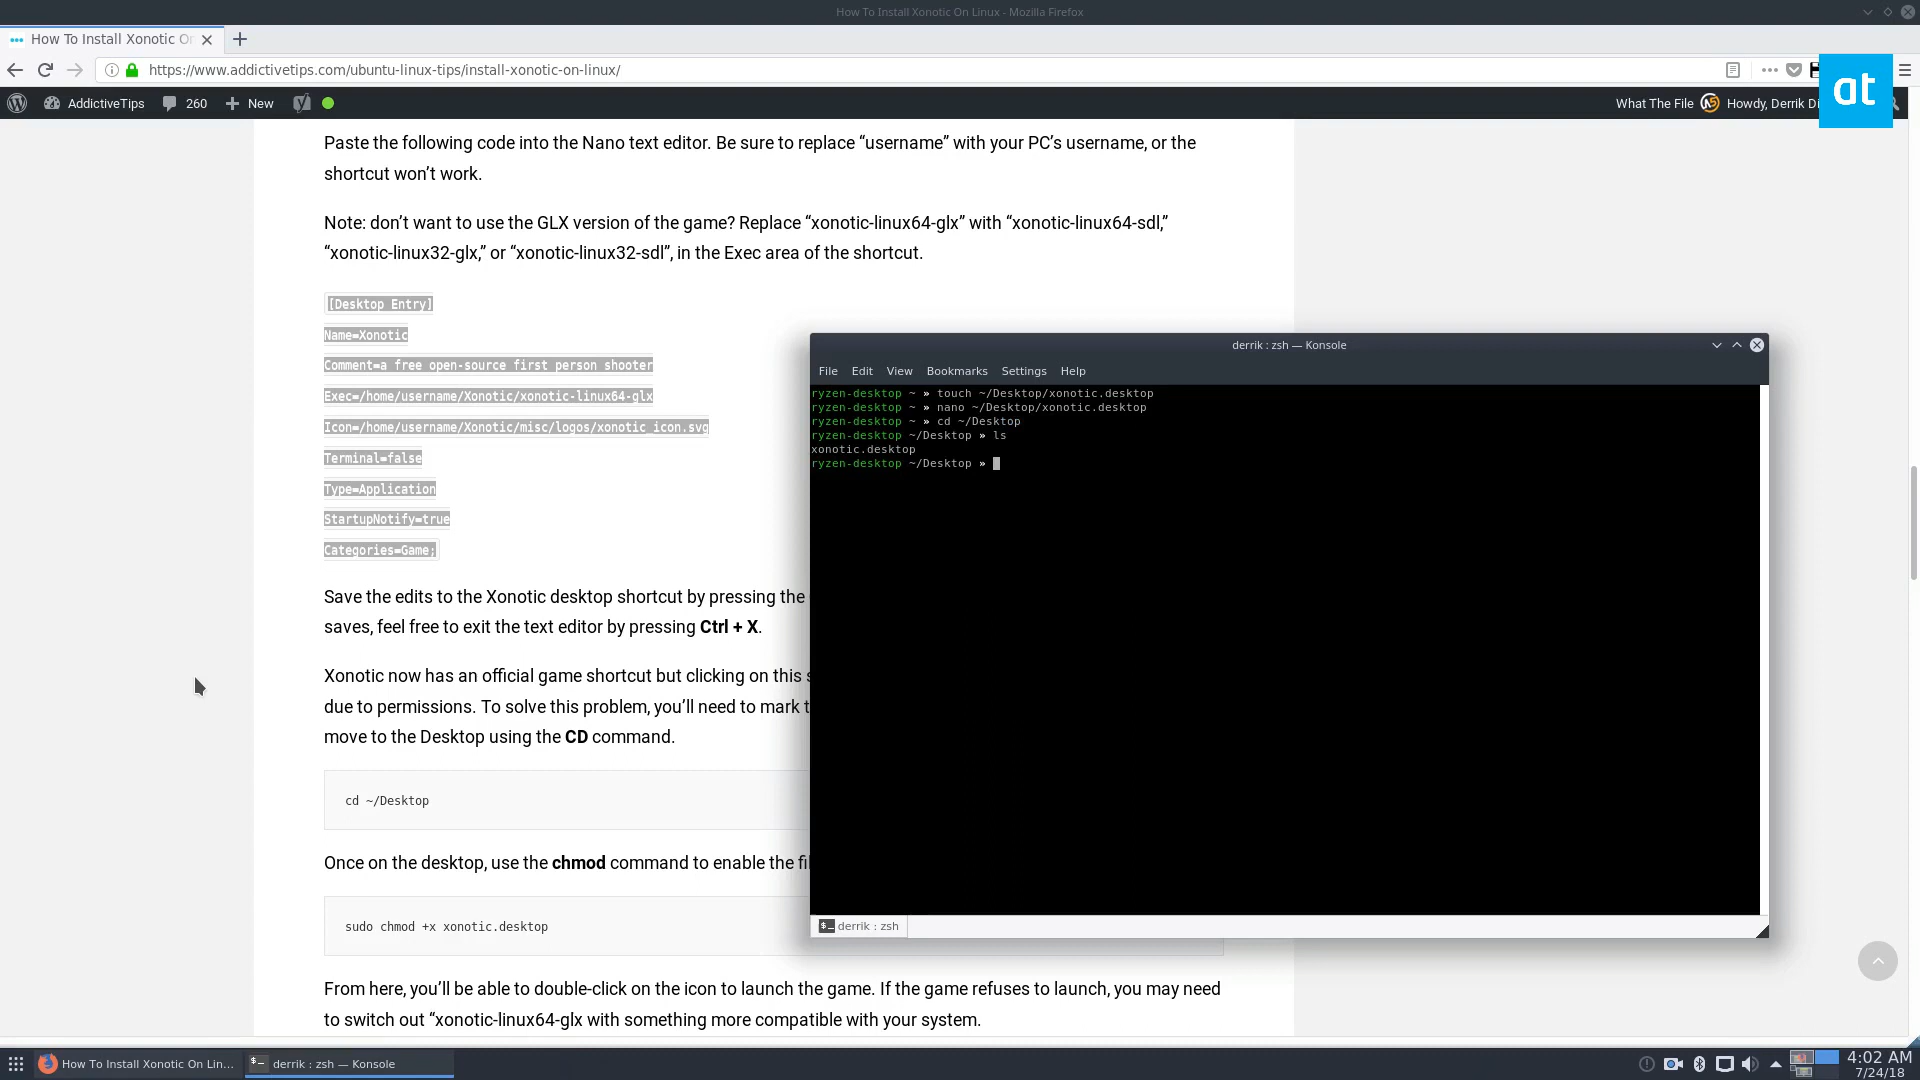 How To Install Xonotic On Linux - Mozilla Firefox
How To Install Xonotic Or
https://www.addictivetips.com/ubuntu-linux-tips/install-xonotic-on-linux/
AddictiveTips 260 New What The File Howdy, Derrik Di
at
Paste the following code into the Nano text editor. Be sure to replace “username” with your PC’s username, or the
shortcut won’t work.
Note: don’t want to use the GLX version of the game? Replace “xonotic-linux64-glx” with “xonotic-linux64-sdl,”
“xonotic-linux32-glx,” or “xonotic-linux32-sdl”, in the Exec area of the shortcut.
[Desktop Entry]
Name=Xonotic
Comment=a free open-source first person shooter
Exec=/home/username/Xonotic/xonotic-linux64-glx
Icon=/home/username/Xonotic/misc/logos/xonotic_icon.svg
Terminal=false
Type=Application
StartupNotify=true
Categories=Game;
Save the edits to the Xonotic desktop shortcut by pressing the
saves, feel free to exit the text editor by pressing Ctrl + X.
Xonotic now has an official game shortcut but clicking on this
due to permissions. To solve this problem, you’ll need to mark
move to the Desktop using the CD command.
cd ~/Desktop
Once on the desktop, use the chmod command to enable the
sudo chmod +x xonotic.desktop
From here, you’ll be able to double-click on the icon to launch the game. If the game refuses to launch, you may need
to switch out “xonotic-linux64-glx with something more compatible with your system.
derrik : zsh — Konsole
File Edit View Bookmarks Settings Help
ryzen-desktop ~ » touch ~/Desktop/xonotic.desktop
ryzen-desktop ~ » nano ~/Desktop/xonotic.desktop
ryzen-desktop ~ » cd ~/Desktop
ryzen-desktop ~/Desktop » ls
xonotic.desktop
ryzen-desktop ~/Desktop »
derrik : zsh
How To Install Xonotic On Lin...
derrik : zsh — Konsole
4:02 AM
7/24/18